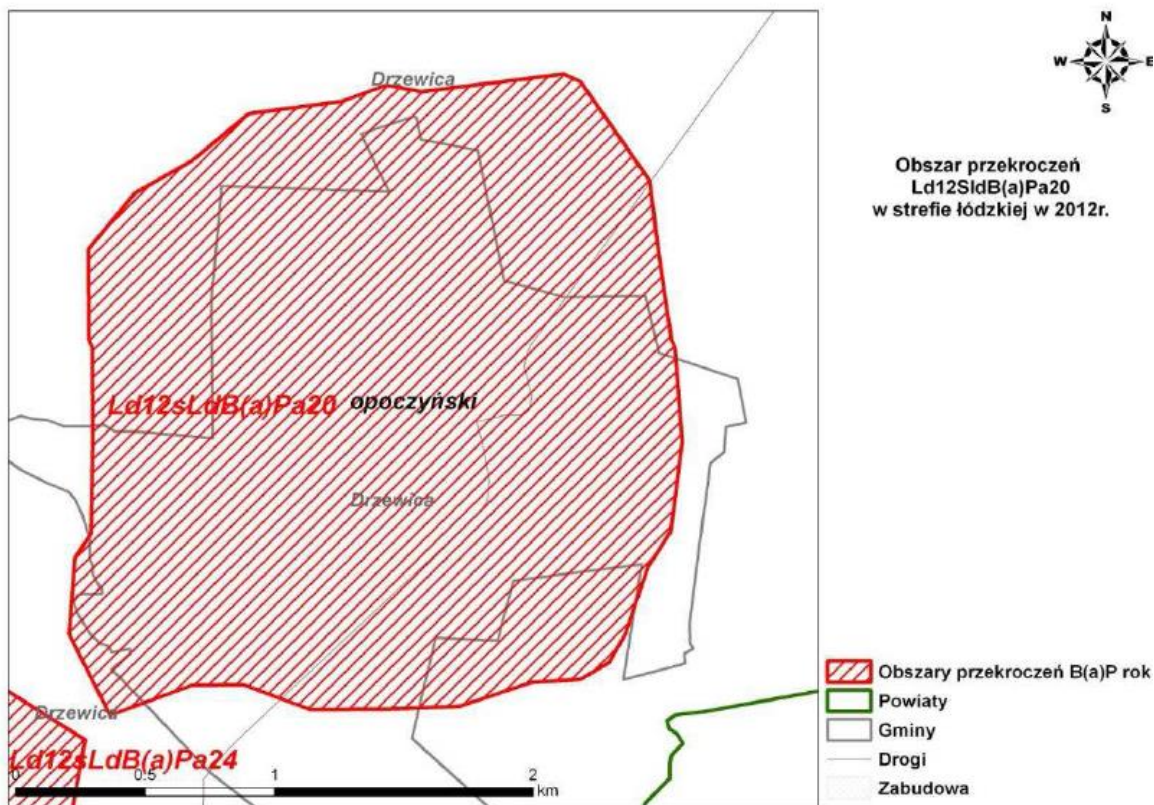 Drzewica
N
W
E
S
Obszar przekroczeń
Ld12SldB(a)Pa20
w strefie łódzkiej w 2012r.
Ld12sLdB(a)Pa20
opoczyński
Drzewica
Drzewica
Ld12sLdB(a)Pa24
0
0.5
1
2
km
Obszary przekroczeń B(a)P rok
Powiaty
Gminy
Drogi
Zabudowa